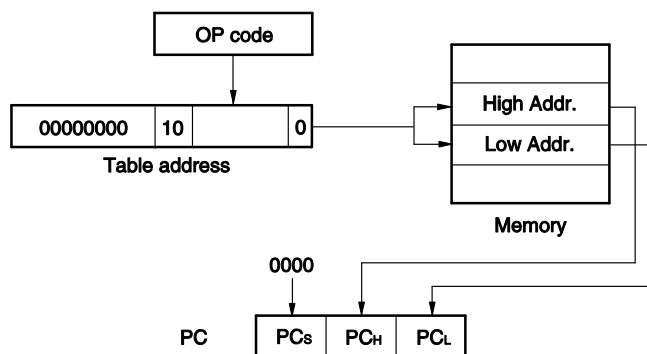 OP code
00000000 10 0
Table address
High Addr.
Low Addr.
Memory
0000
PC PCS PCH PCL